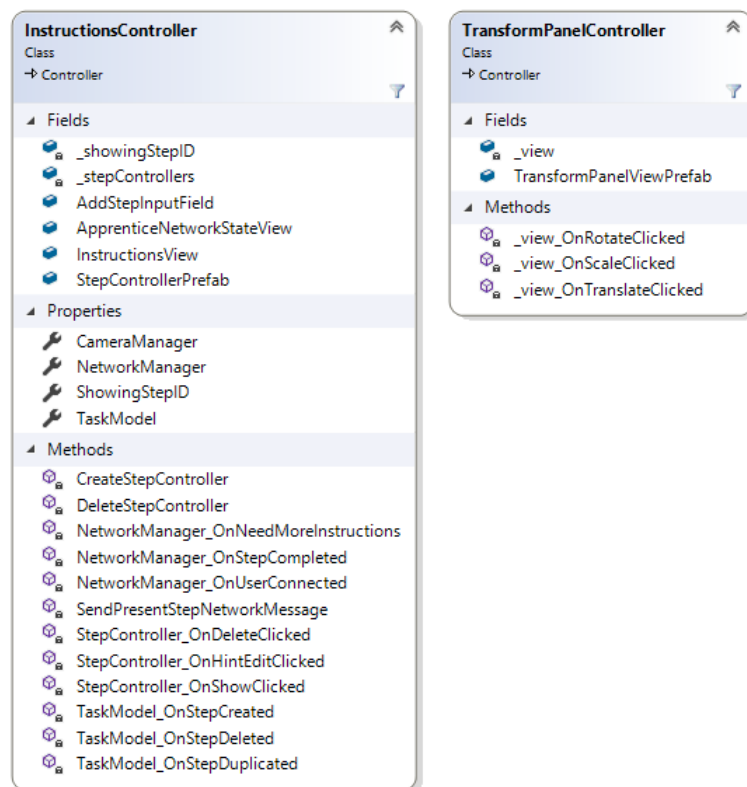 InstructionsController
Class
Controller
Fields
_showingStepID
_stepControllers
AddStepInputField
ApprenticeNetworkStateView
InstructionsView
StepControllerPrefab
Properties
CameraManager
NetworkManager
ShowingStepID
TaskModel
Methods
CreateStepController
DeleteStepController
NetworkManager_OnNeedMoreInstructions
NetworkManager_OnStepCompleted
NetworkManager_OnUserConnected
SendPresentStepNetworkMessage
StepController_OnDeleteClicked
StepController_OnHintEditClicked
StepController_OnShowClicked
TaskModel_OnStepCreated
TaskModel_OnStepDeleted
TaskModel_OnStepDuplicated
TransformPanelController
Class
Controller
Fields
_view
TransformPanelViewPrefab
Methods
_view_OnRotateClicked
_view_OnScaleClicked
_view_OnTranslateClicked